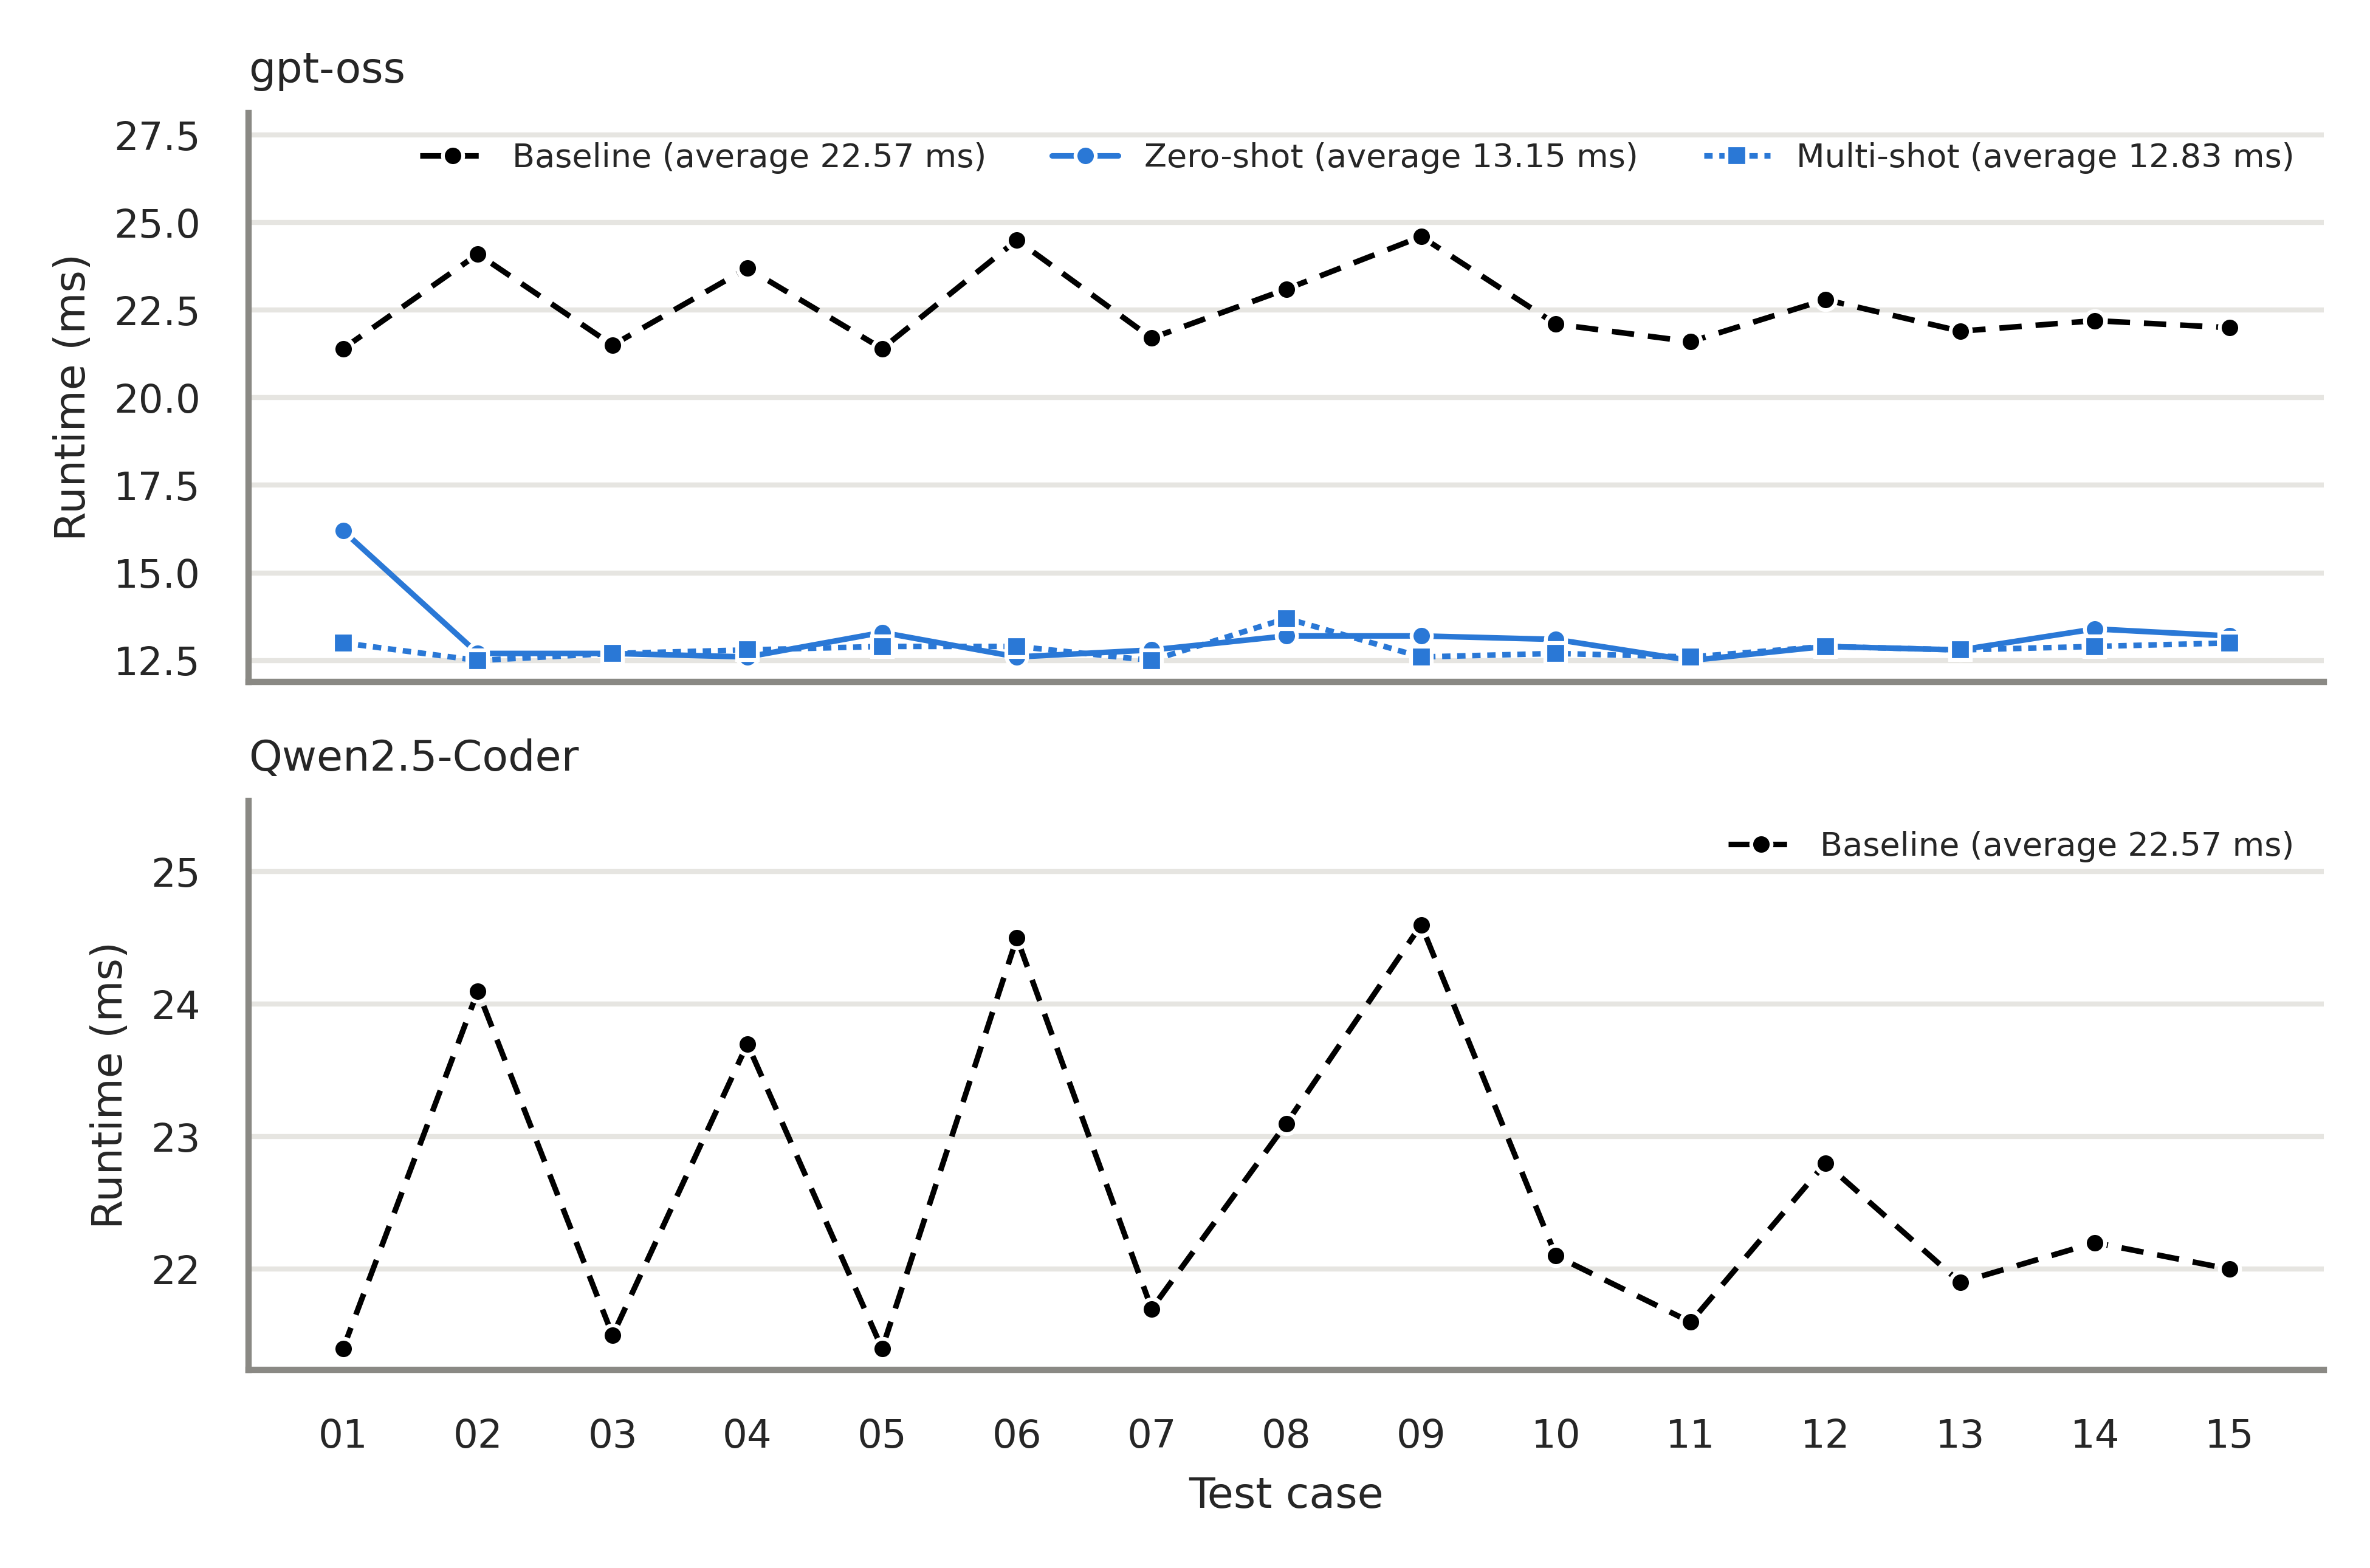 gpt-oss
27.5
Baseline (average 22.57 ms) Zero-shot (average 13.15 ms) Multi-shot (average 12.83 ms)
25.0
22.5
20.0
17.5
15.0
12.5
Runtime (ms)
Qwen2.5-Coder
Baseline (average 22.57 ms)
25
24
23
22
Runtime (ms)
01 02 03 04 05 06 07 08 09 10 11 12 13 14 15
Test case